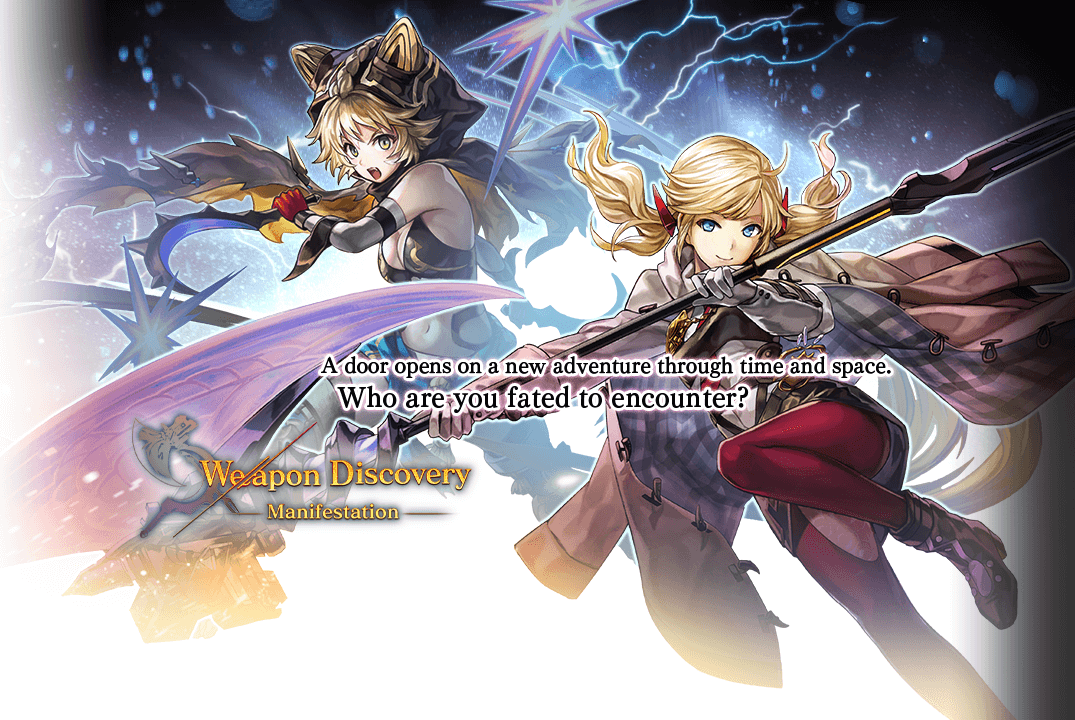 A door opens on a new adventure through time and space.
Who are you fated to encounter?
Weapon Discovery
Manifestation